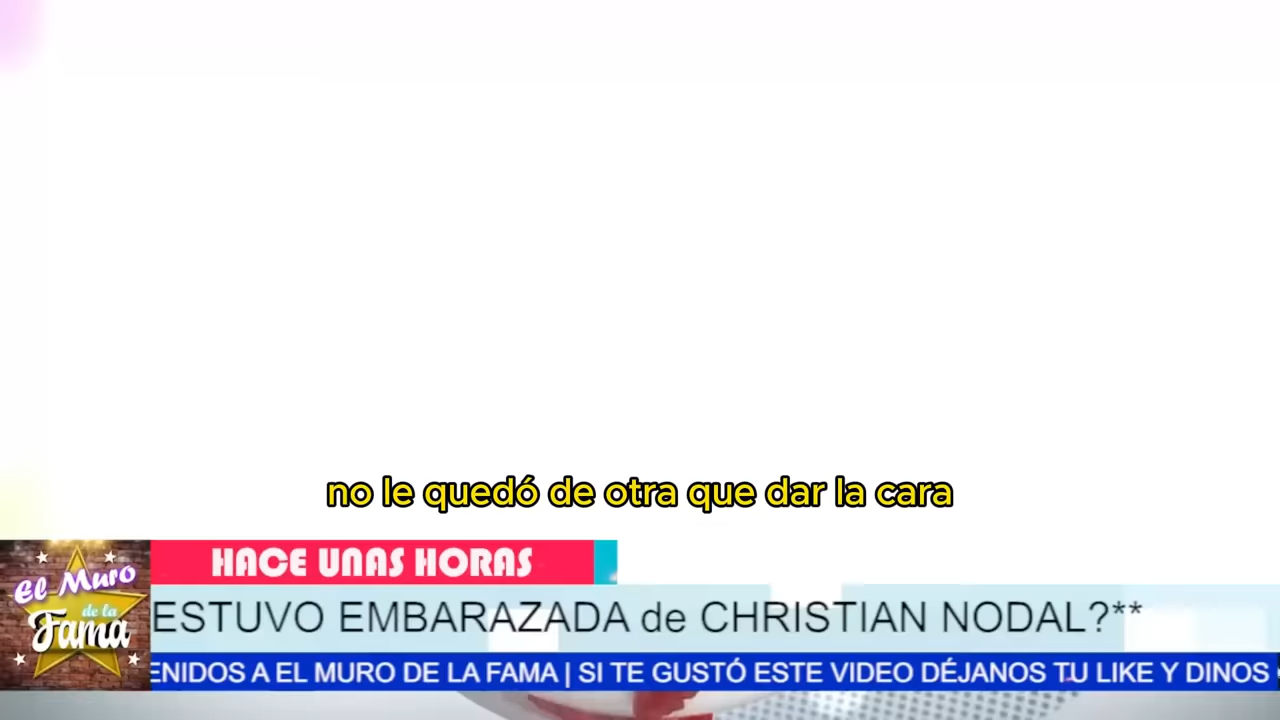 no le quedó de otra que dar la cara
HACE UNAS HORAS
El Muro
de la
Fama
ESTUVO EMBARAZADA de CHRISTIAN NODAL?**
ENIDOS A EL MURO DE LA FAMA | SI TE GUSTÓ ESTE VIDEO DÉJANOS TU LIKE Y DINOS